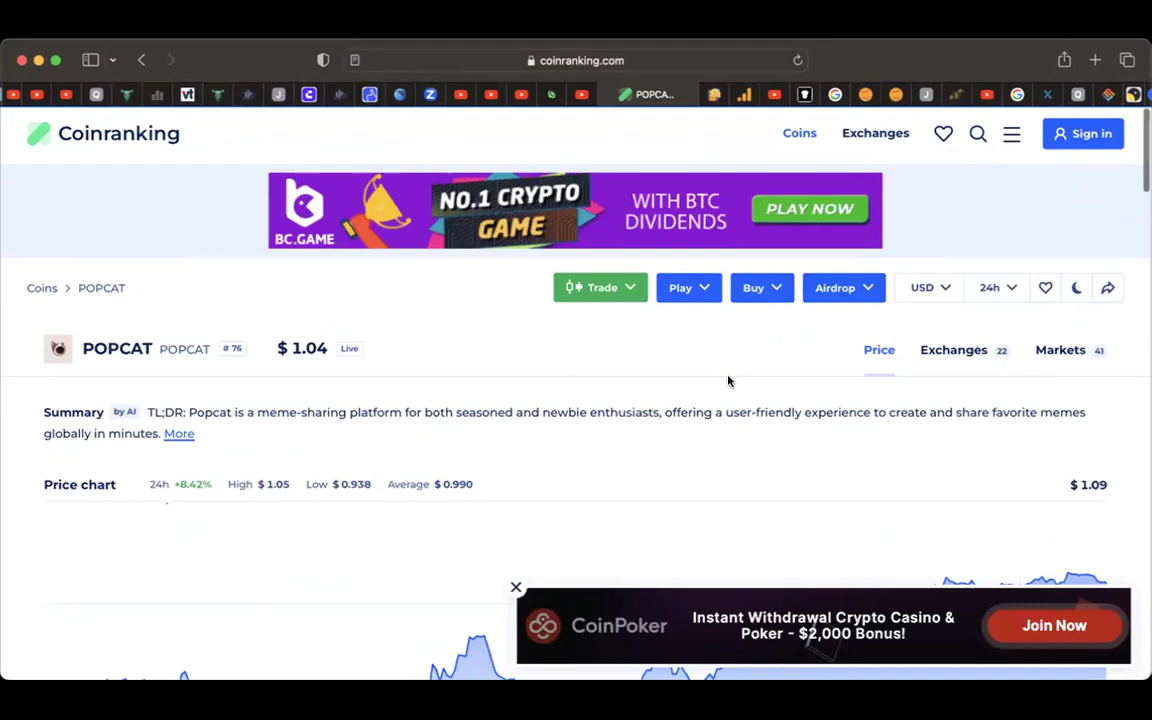 coinranking.com
POPCA...
Coinranking
Coins
Exchanges
Sign in
BC.GAME
NO.1 CRYPTO
GAME
WITH BTC
DIVIDENDS
PLAY NOW
Coins > POPCAT
Trade
Play
Buy
Airdrop
USD
24h
POPCAT POPCAT # 76 $ 1.04 Live
Price
Exchanges 22
Markets 41
Summary by AI TL;DR: Popcat is a meme-sharing platform for both seasoned and newbie enthusiasts, offering a user-friendly experience to create and share favorite memes
globally in minutes. More
Price chart 24h +8.42% High $ 1.05 Low $ 0.938 Average $ 0.990 $ 1.09
CoinPoker
Instant Withdrawal Crypto Casino &
Poker - $2,000 Bonus!
Join Now